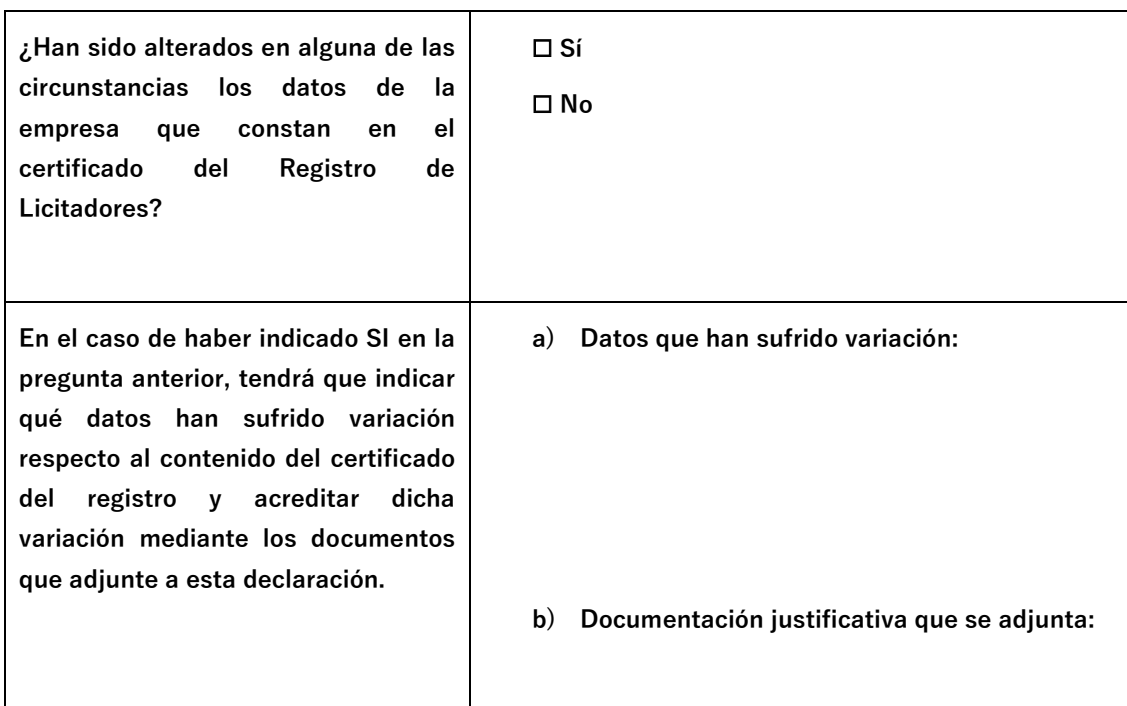 ¿Han sido alterados en alguna de las
circunstancias los datos de la
empresa que constan en el
certificado del Registro de
Licitadores?
☐ Sí
☐ No
En el caso de haber indicado SI en la
pregunta anterior, tendrá que indicar
qué datos han sufrido variación
respecto al contenido del certificado
del registro y acreditar dicha
variación mediante los documentos
que adjunte a esta declaración.
a) Datos que han sufrido variación:
b) Documentación justificativa que se adjunta: